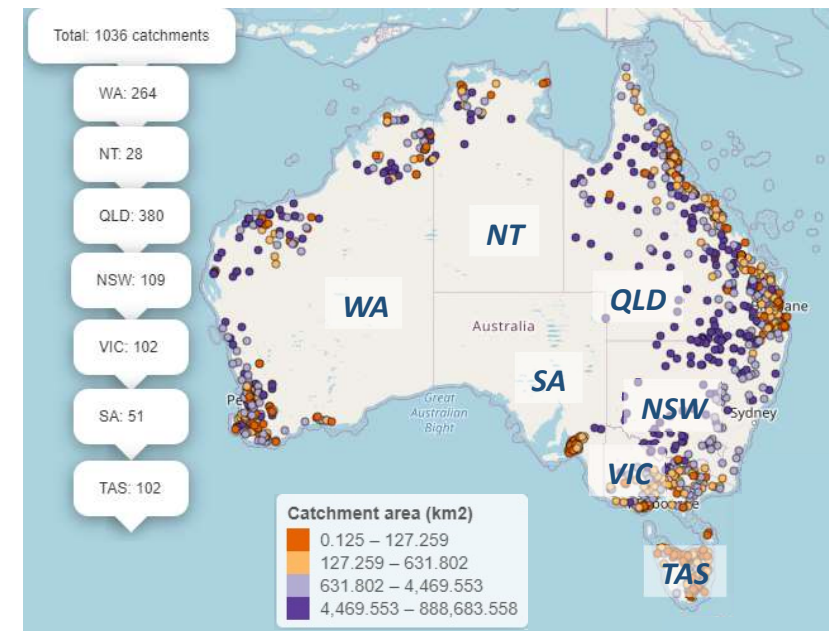 Total: 1036 catchments
WA: 264
NT: 28
QLD: 380
NSW: 109
VIC: 102
SA: 51
TAS: 102
NT
WA
QLD
Australia
SA
Great
Australian
Bight
NSW
Sydney
VIC
TAS
Catchment area (km2)
0.125 – 127.259
127.259 – 631.802
631.802 – 4,469.553
4,469.553 – 888,683.558